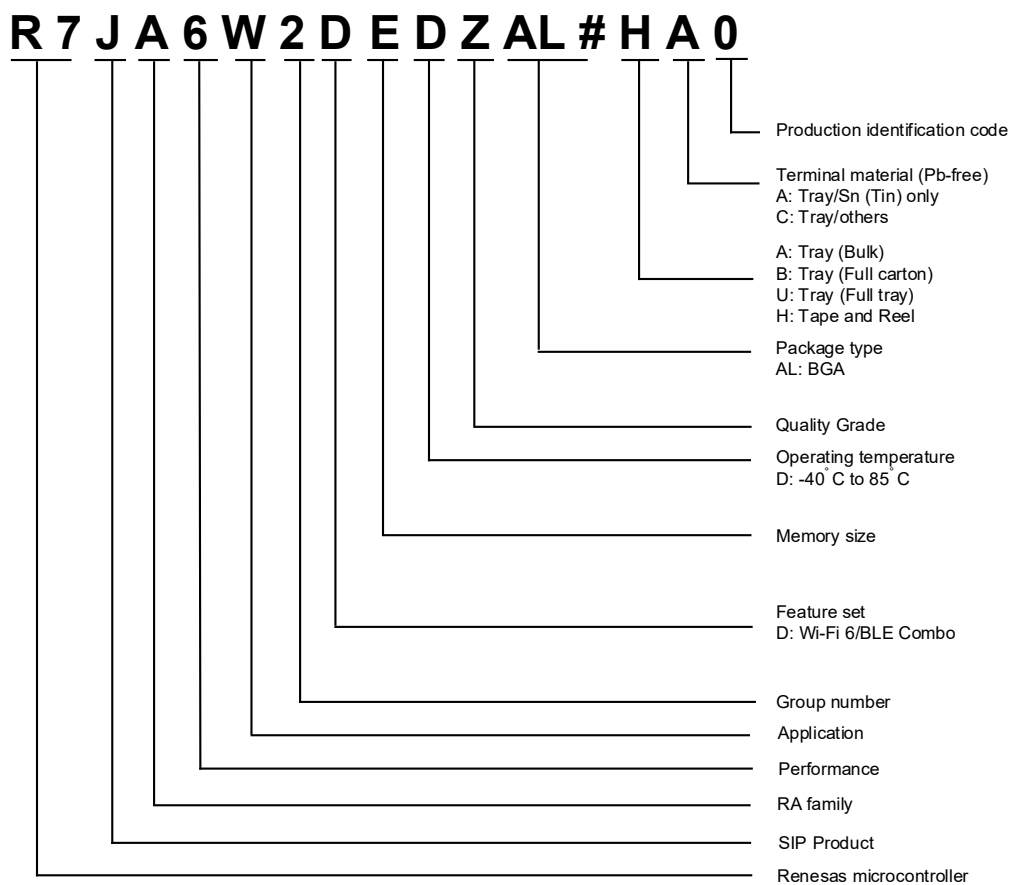 R 7 J A 6 W 2 D E D Z AL # H A 0
Production identification code
Terminal material (Pb-free)
A: Tray/Sn (Tin) only
C: Tray/others
A: Tray (Bulk)
B: Tray (Full carton)
U: Tray (Full tray)
H: Tape and Reel
Package type
AL: BGA
Quality Grade
Operating temperature
D: -40°C to 85°C
Memory size
Feature set
D: Wi-Fi 6/BLE Combo
Group number
Application
Performance
RA family
SIP Product
Renesas microcontroller